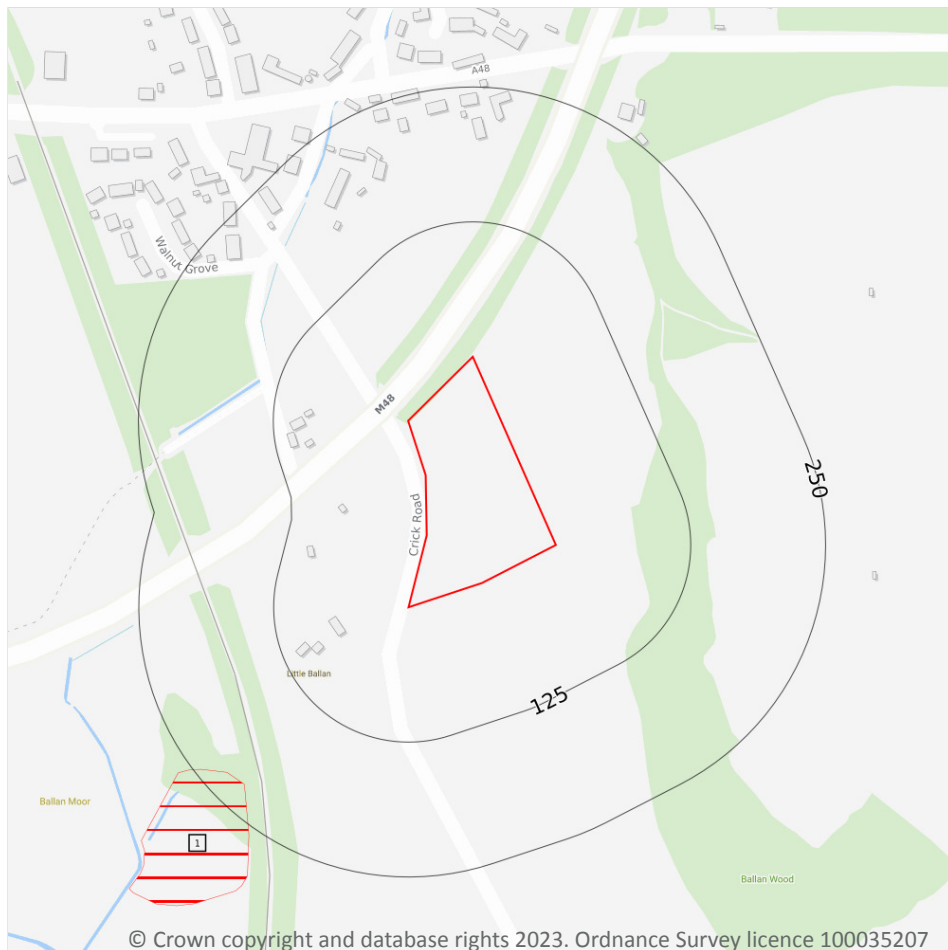 A48
Walnut Grove
M48
250
Crick Road
Little Ballan
125
Ballan Moor
1
Ballan Wood
© Crown copyright and database rights 2023. Ordnance Survey licence 100035207